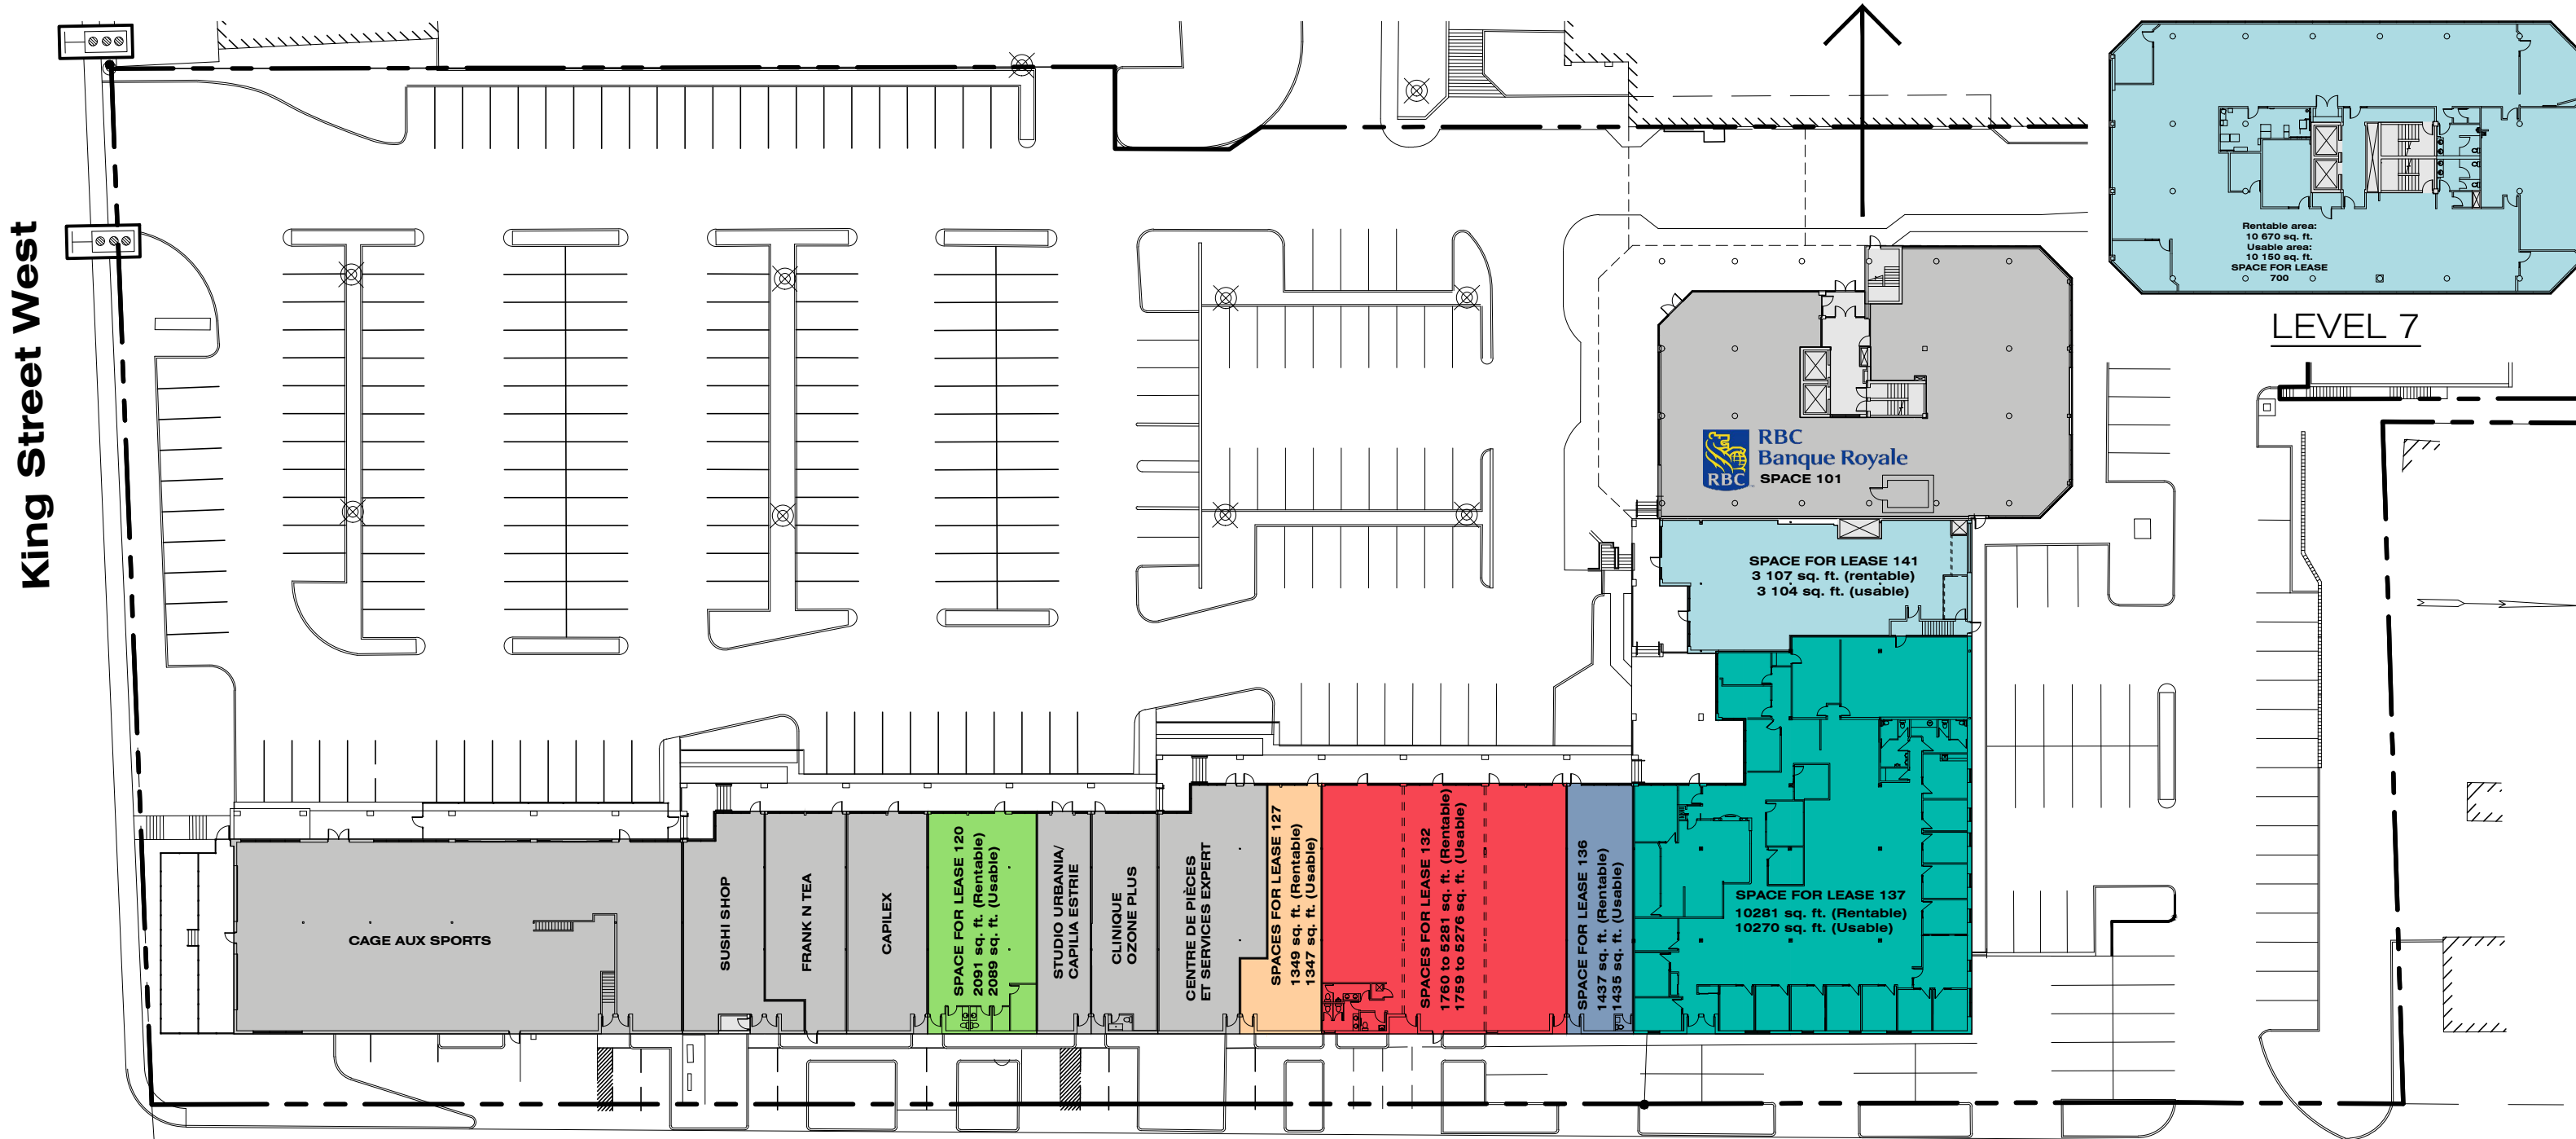 King Street West
Rentable area:
10 670 sq. ft.
Usable area:
10 150 sq. ft.
SPACE FOR LEASE
700
LEVEL 7
RBC
Banque Royale
RBC
SPACE 101
SPACE FOR LEASE 141
3 107 sq. ft. (rentable)
3 104 sq. ft. (usable)
CAGE AUX SPORTS
SUSHI SHOP
FRANK N TEA
CAPILEX
SPACE FOR LEASE 120
2091 sq. ft. (Rentable)
2089 sq. ft. (Usable)
STUDIO URBANIA/
CAPILIA ESTRIE
CLINIQUE
OZONE PLUS
CENTRE DE PIÈCES
ET SERVICES EXPERT
SPACES FOR LEASE 127
1349 sq. ft. (Rentable)
1347 sq. ft. (Usable)
SPACES FOR LEASE 132
1760 to 5281 sq. ft. (Rentable)
1759 to 5276 sq. ft. (Usable)
SPACE FOR LEASE 136
1437 sq. ft. (Rentable)
1435 sq. ft. (Usable)
SPACE FOR LEASE 137
10281 sq. ft. (Rentable)
10270 sq. ft. (Usable)